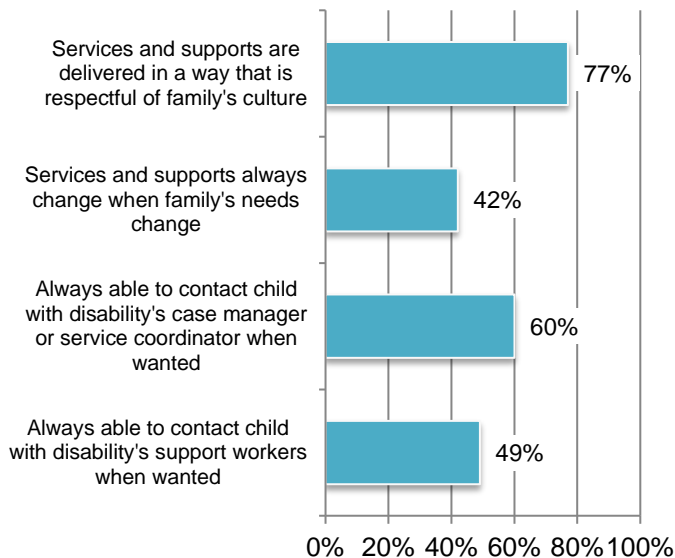 Services and supports are
delivered in a way that is
respectful of family's culture
77%
Services and supports always
change when family's needs
change
42%
Always able to contact child
with disability's case manager
or service coordinator when
wanted
60%
Always able to contact child
with disability's support workers
when wanted
49%
0% 20% 40% 60% 80% 100%